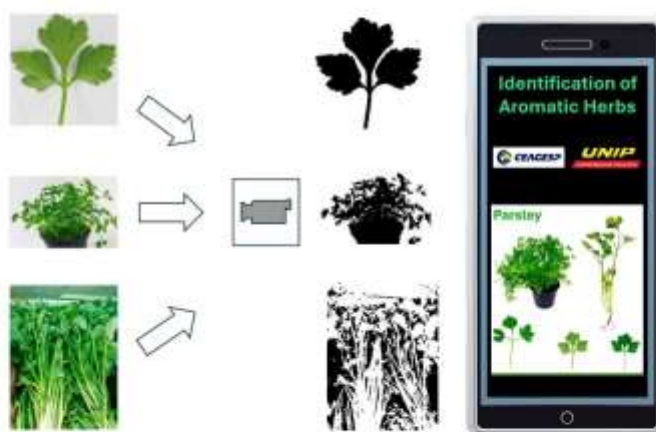 Identification of
Aromatic Herbs
CEAGESP
UNIP
Parsley